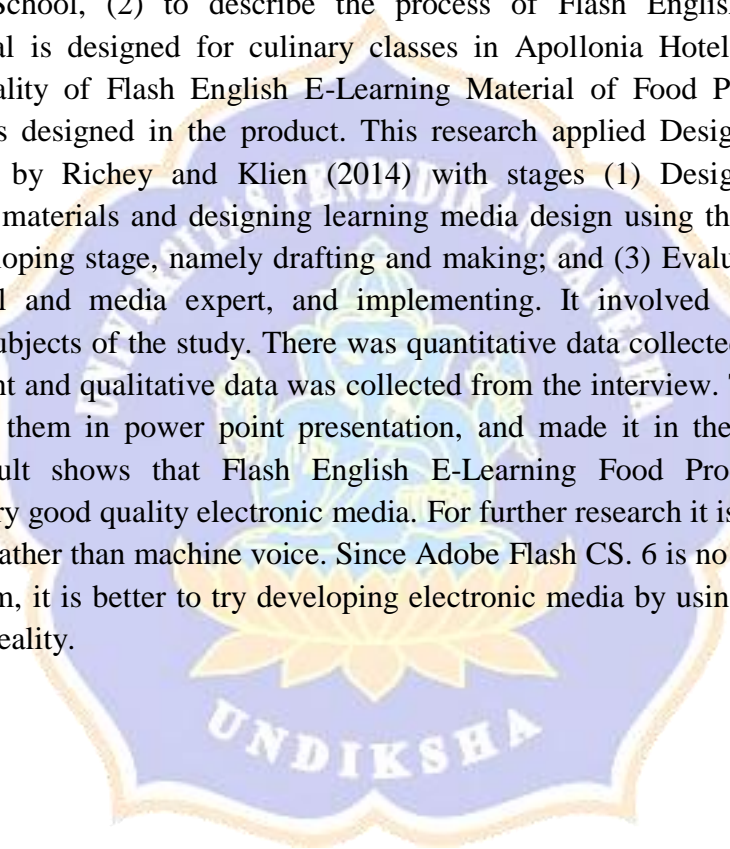 School, (2) to describe the process of Flash English
al is designed for culinary classes in Apollonia Hotel
ality of Flash English E-Learning Material of Food P
s designed in the product. This research applied Desig
by Richey and Klien (2014) with stages (1) Desig
materials and designing learning media design using th
loping stage, namely drafting and making; and (3) Evalu
l and media expert, and implementing. It involved
ubjects of the study. There was quantitative data collected
nt and qualitative data was collected from the interview. T
them in power point presentation, and made it in the
ult shows that Flash English E-Learning Food Pro
ry good quality electronic media. For further research it is
ather than machine voice. Since Adobe Flash CS. 6 is no
m, it is better to try developing electronic media by usin
eality.
UNIVERSITAS PENDIDIKAN GANESHA
UNDIKSHA